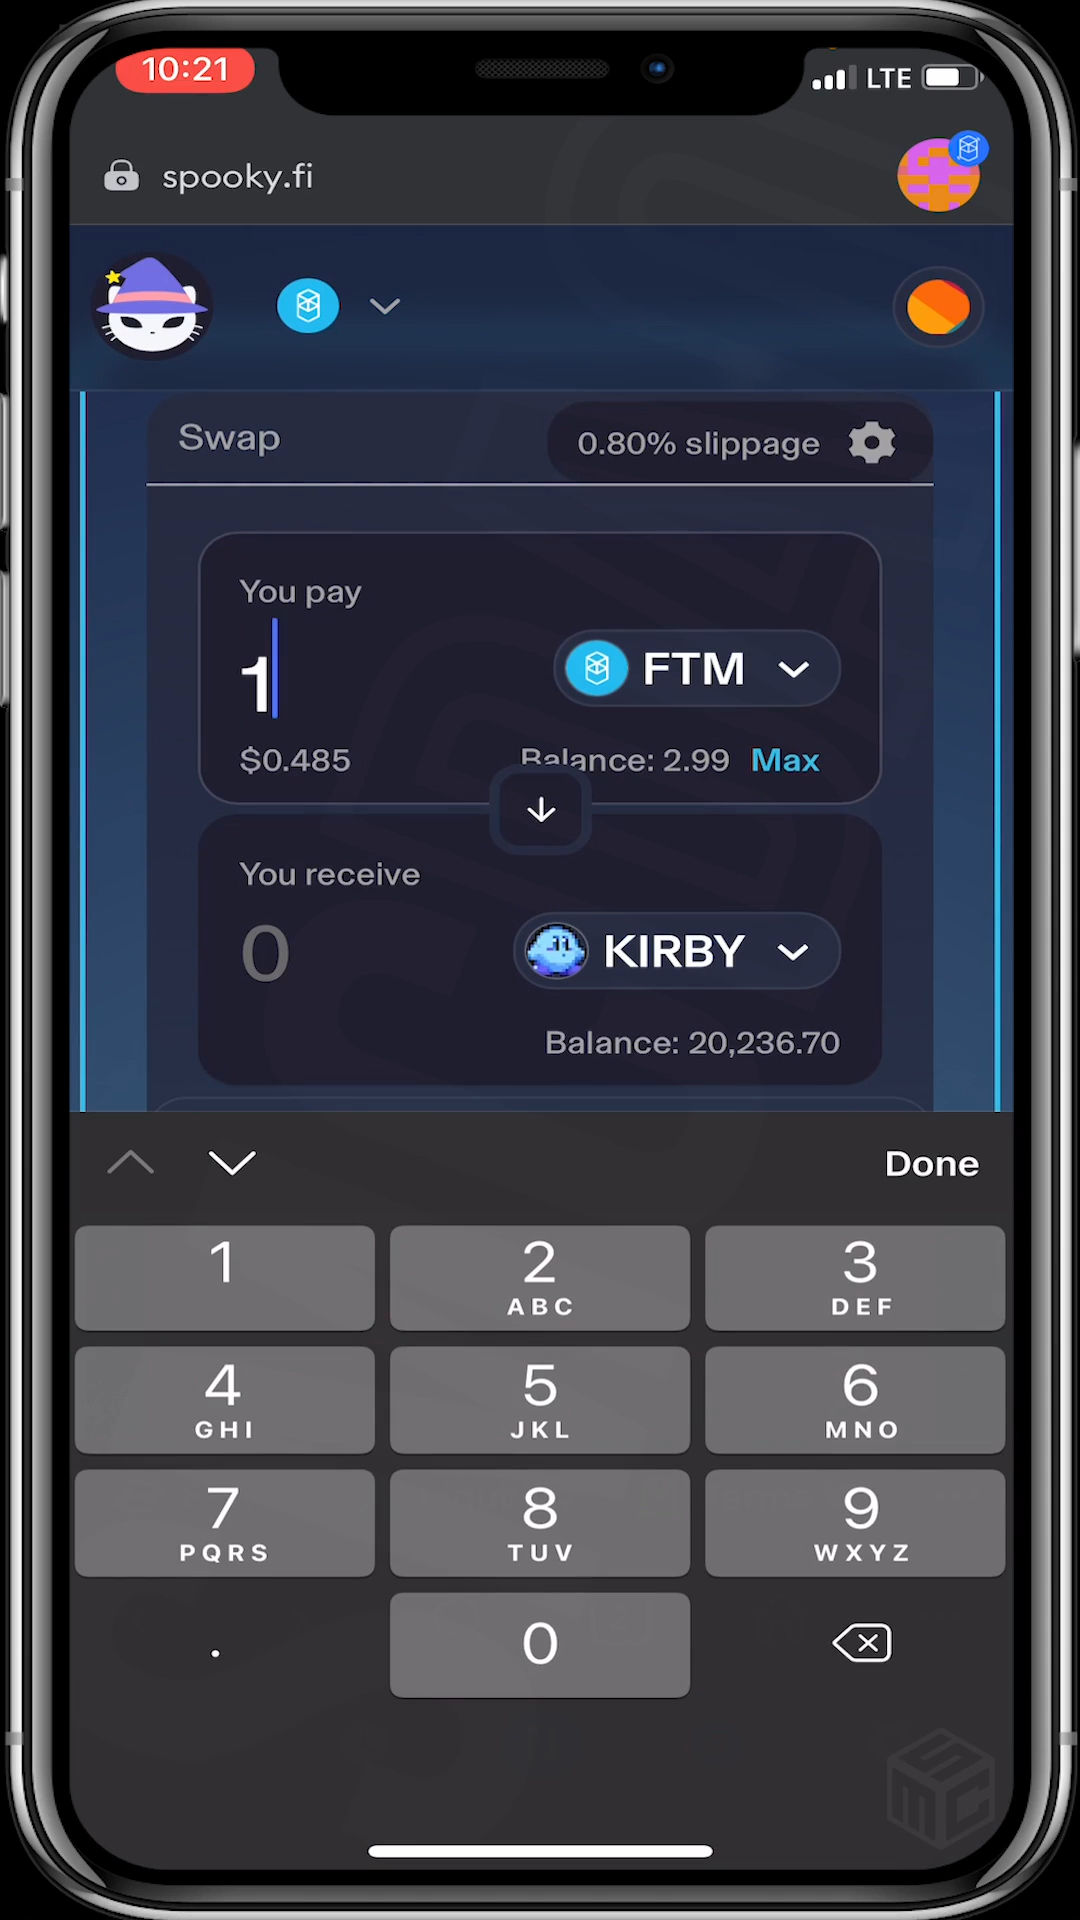 10:21
LTE
spooky.fi
Swap
0.80% slippage
You pay
1
FTM
$0.485
Balance: 2.99 Max
You receive
0
KIRBY
Balance: 20,236.70
Done
1
2
ABC
3
DEF
4
GHI
5
JKL
6
MNO
7
PQRS
8
TUV
9
WXYZ
.
0
SMC